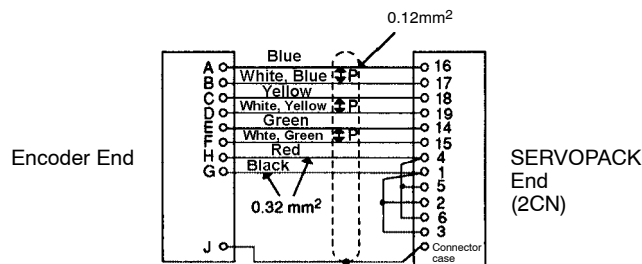 0.12mm²
Blue
A 16
White, Blue P
B 17
Yellow
C 18
White, Yellow P
D 19
Green
E 14
Whte, Green P
F 15
Red
H 4
Black
G 1
5
0.32 mm²
2
6
3
J Connector case
Encoder End
SERVOPACK
End
(2CN)